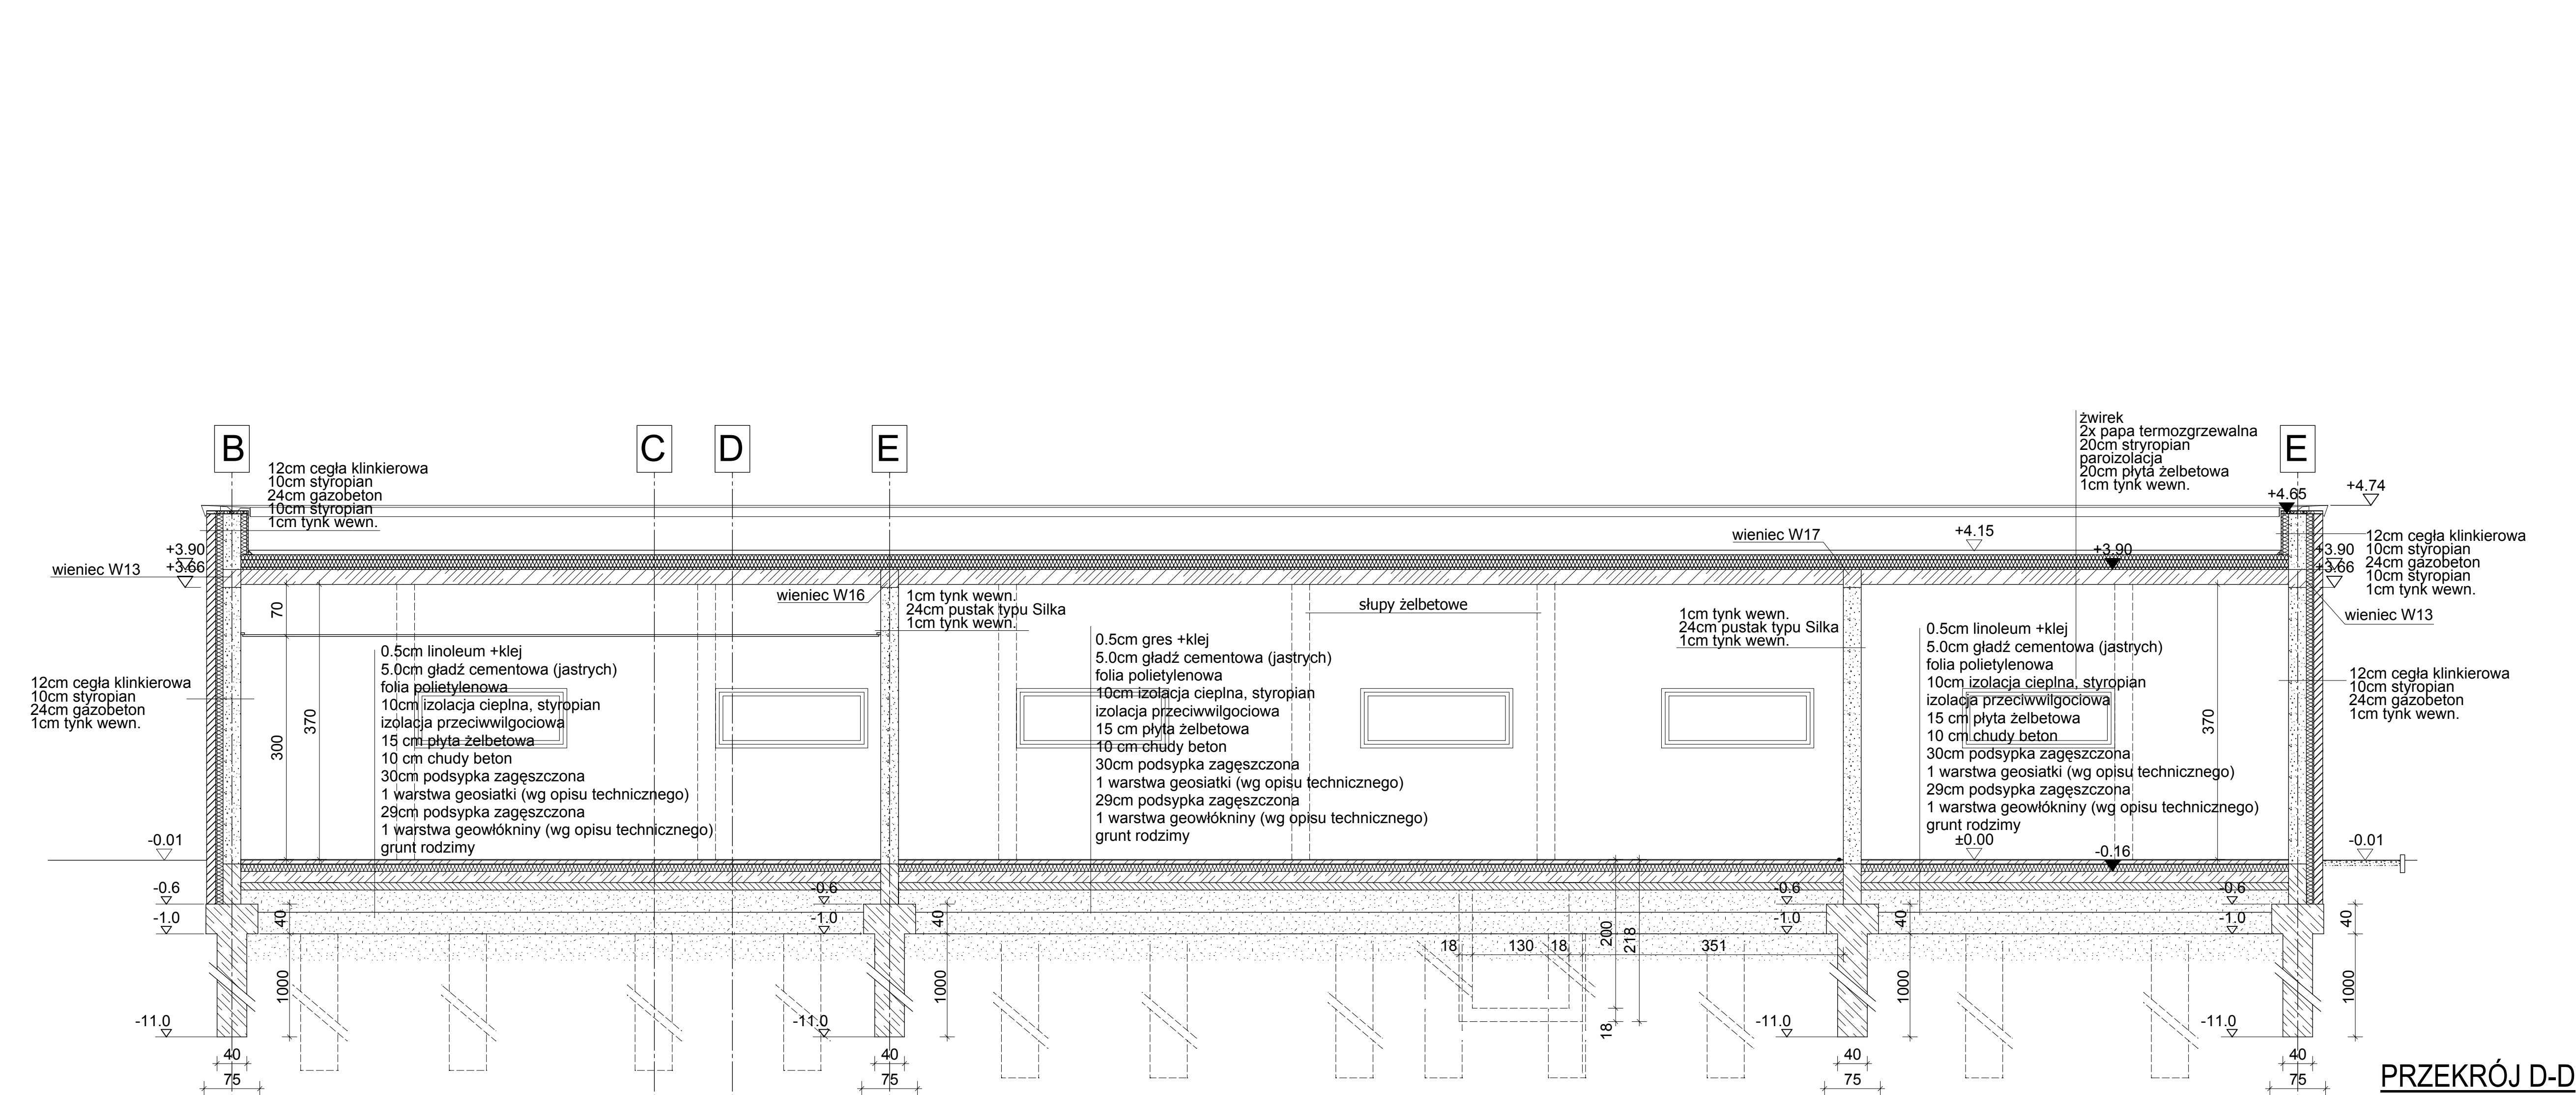 B
C
D
E
E
12cm cegła klinkierowa
10cm styropian
24cm gazobeton
10cm styropian
1cm tynk wewn.
żwirek
2x papa termozgrzewalna
20cm stryropian
paroizolacja
20cm płyta żelbetowa
1cm tynk wewn.
+4.65
+4.74
+4.15
+3.90
wieniec W17
+3.90
+3.66
wieniec W13
+3.90
+3.66
12cm cegła klinkierowa
10cm styropian
24cm gazobeton
10cm styropian
1cm tynk wewn.
wieniec W13
wieniec W16
1cm tynk wewn.
24cm pustak typu Silka
1cm tynk wewn.
słupy żelbetowe
1cm tynk wewn.
24cm pustak typu Silka
1cm tynk wewn.
70
300
370
370
12cm cegła klinkierowa
10cm styropian
24cm gazobeton
1cm tynk wewn.
0.5cm linoleum +klej
5.0cm gładź cementowa (jastrych)
folia polietylenowa
10cm izolacja cieplna, styropian
izolacja przeciwwilgociowa
15 cm płyta żelbetowa
10 cm chudy beton
30cm podsypka zagęszczona
1 warstwa geosiatki (wg opisu technicznego)
29cm podsypka zagęszczona
1 warstwa geowłókniny (wg opisu technicznego)
grunt rodzimy
0.5cm gres +klej
5.0cm gładź cementowa (jastrych)
folia polietylenowa
10cm izolacja cieplna, styropian
izolacja przeciwwilgociowa
15 cm płyta żelbetowa
10 cm chudy beton
30cm podsypka zagęszczona
1 warstwa geosiatki (wg opisu technicznego)
29cm podsypka zagęszczona
1 warstwa geowłókniny (wg opisu technicznego)
grunt rodzimy
0.5cm linoleum +klej
5.0cm gładź cementowa (jastrych)
folia polietylenowa
10cm izolacja cieplna, styropian
izolacja przeciwwilgociowa
15 cm płyta żelbetowa
10 cm chudy beton
30cm podsypka zagęszczona
1 warstwa geosiatki (wg opisu technicznego)
29cm podsypka zagęszczona
1 warstwa geowłókniny (wg opisu technicznego)
grunt rodzimy
12cm cegła klinkierowa
10cm styropian
24cm gazobeton
1cm tynk wewn.
-0.01
±0.00
-0.16
-0.01
-0.6
-0.6
-0.6
-0.6
-1.0
-1.0
-1.0
-1.0
40
40
40
40
18
130
18
351
200
218
18
1000
1000
1000
1000
-11.0
-11.0
-11.0
-11.0
40
40
40
40
75
75
75
75
PRZEKRÓJ D-D